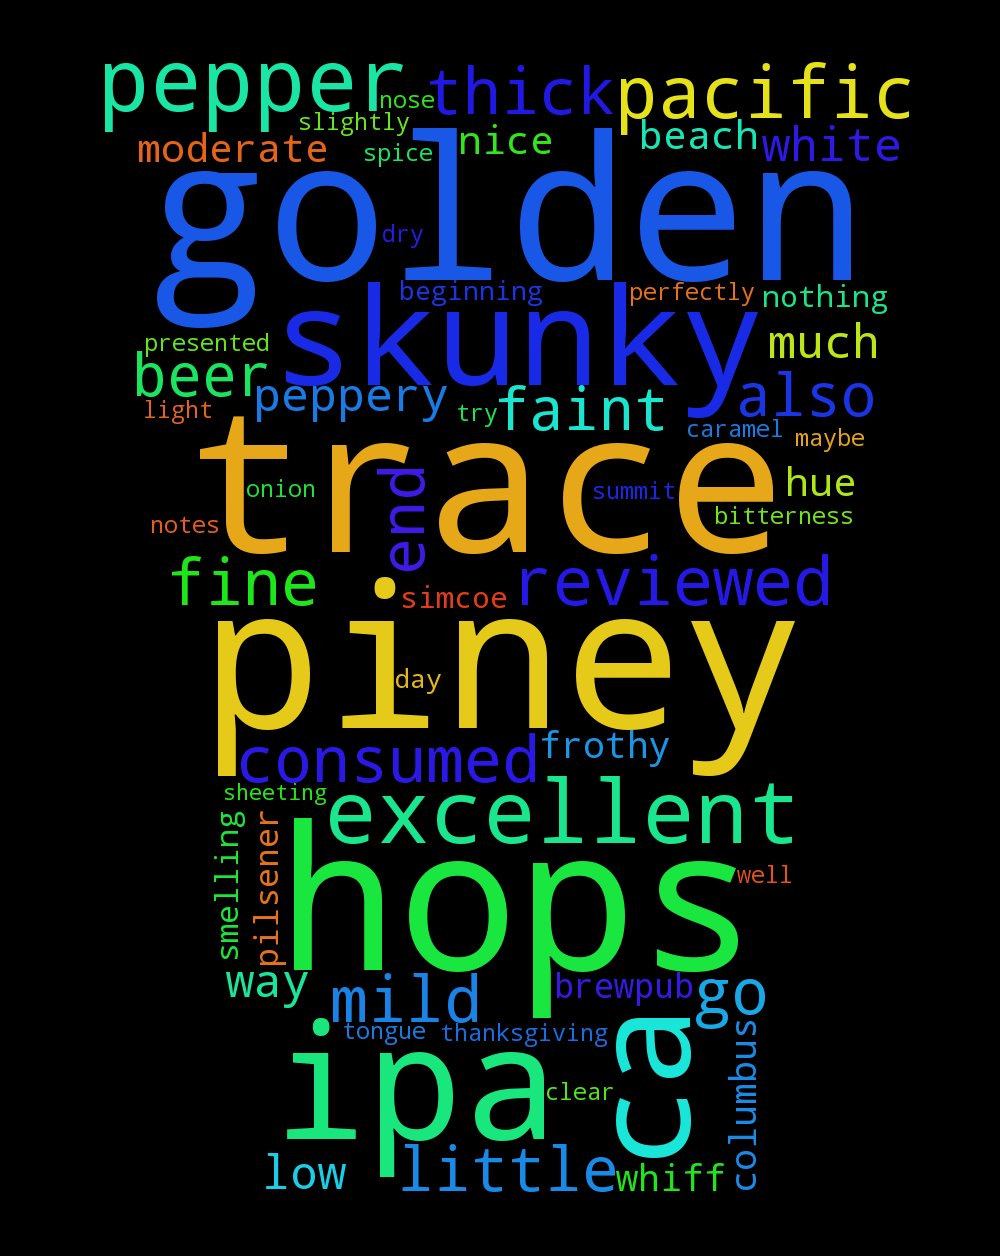 pepper
nose
thick
pacific
slightly
moderate
spice
nice
beach
white
golden
dry
beginning
perfectly
nothing
skunky
presented
much
beer
peppery
light
try
faint
also
caramel
maybe
trace
onion
end
summit
hue
notes
bitterness
fine
simcoe
reviewed
piney
day
consumed
frothy
sheeting
excellent
smelling
pilsener
hops
well
way
mild
brewpub
go
tongue
thanksgiving
ipa
ca
columbus
clear
low
little
whiff